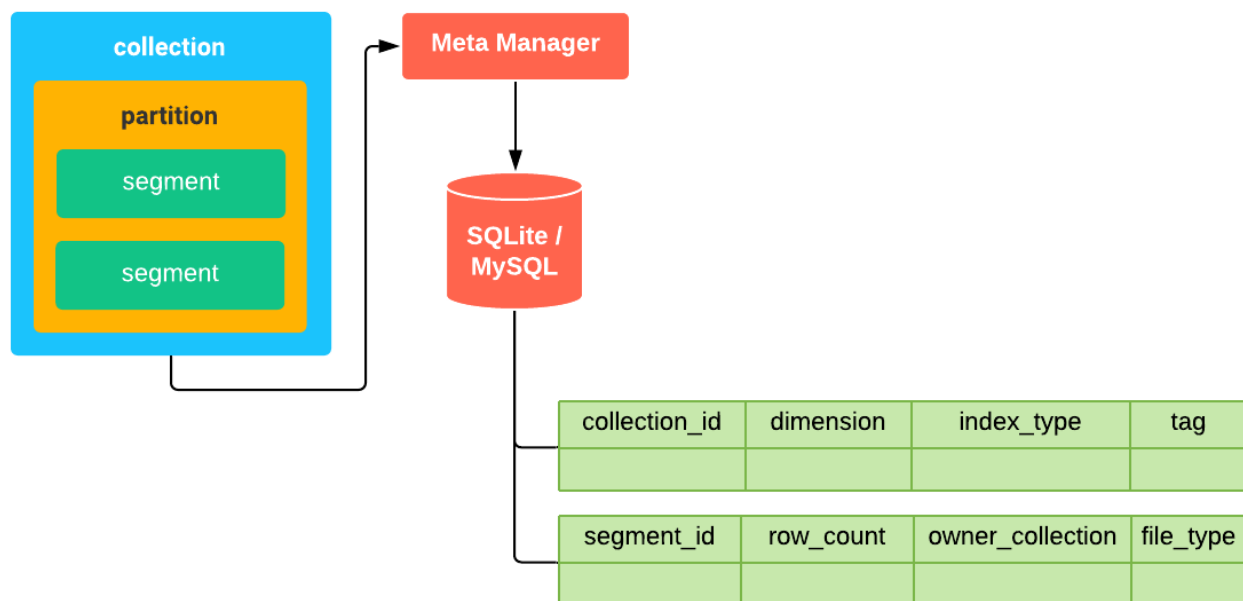 collection
partition
segment
segment
Meta Manager
SQLite /
MySQL
collection_id dimension index_type tag
segment_id row_count owner_collection file_type